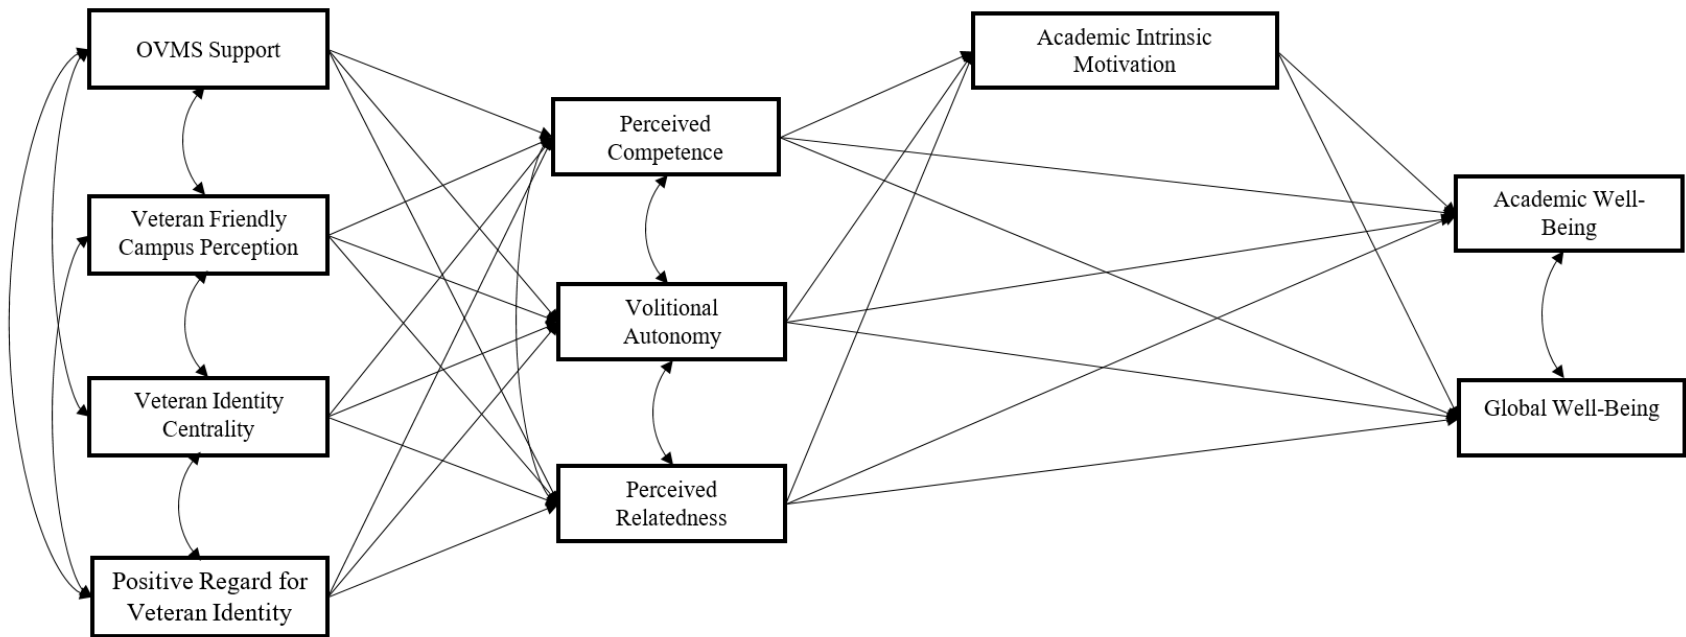 OVMS Support
Veteran Friendly
Campus Perception
Veteran Identity
Centrality
Positive Regard for
Veteran Identity
Perceived
Competence
Volitional
Autonomy
Perceived
Relatedness
Academic Intrinsic
Motivation
Academic Well-
Being
Global Well-Being